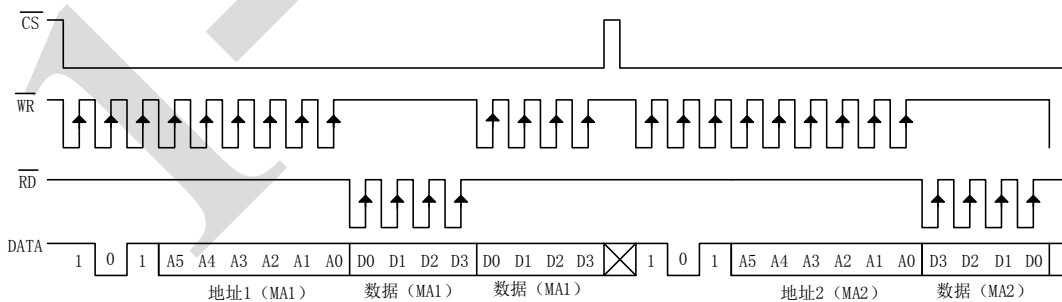 CS
WR
RD
DATA 1 0 1 A5 A4 A3 A2 A1 A0 D0 D1 D2 D3 D0 D1 D2 D3 1 0 1 A5 A4 A3 A2 A1 A0 D3 D2 D1 D0
地址1（MA1） 数据（MA1） 数据（MA1） 地址2（MA2） 数据（MA2）